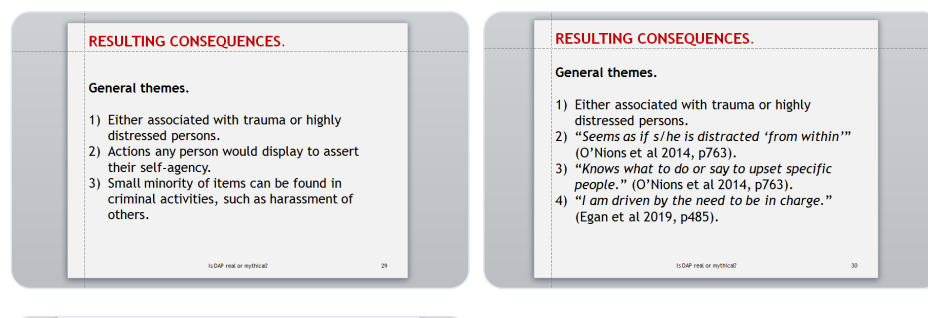 RESULTING CONSEQUENCES.
General themes.
1) Either associated with trauma or highly
distressed persons.
2) Actions any person would display to assert
their self-agency.
3) Small minority of items can be found in
criminal activities, such as harassment of
others.
Is DAP real or mythical?
29
RESULTING CONSEQUENCES.
General themes.
1) Either associated with trauma or highly
distressed persons.
2) “Seems as if s/he is distracted ‘from within’”
(O’Nions et al 2014, p763).
3) “Knows what to do or say to upset specific
people.” (O’Nions et al 2014, p763).
4) “I am driven by the need to be in charge.”
(Egan et al 2019, p485).
Is DAP real or mythical?
30